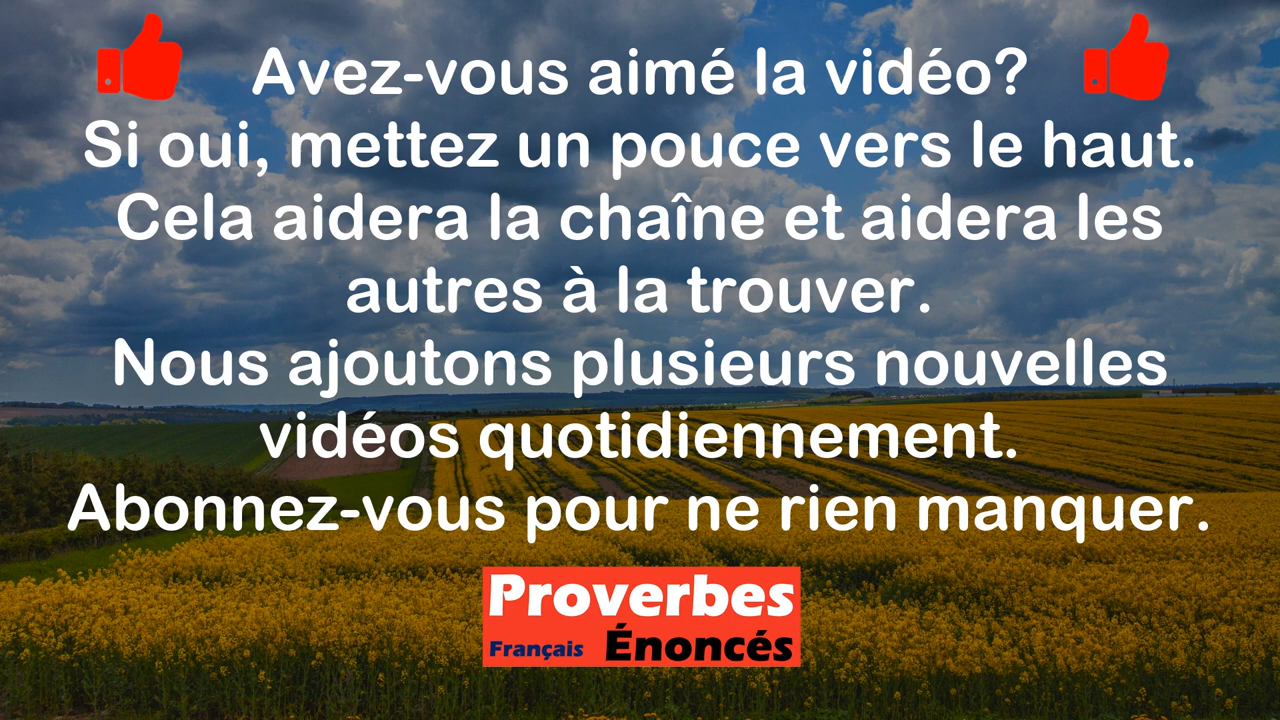 Avez-vous aimé la vidéo?
Si oui, mettez un pouce vers le haut.
Cela aidera la chaîne et aidera les
autres à la trouver.
Nous ajoutons plusieurs nouvelles
vidéos quotidiennement.
Abonnez-vous pour ne rien manquer.
Proverbes
Français Énoncés